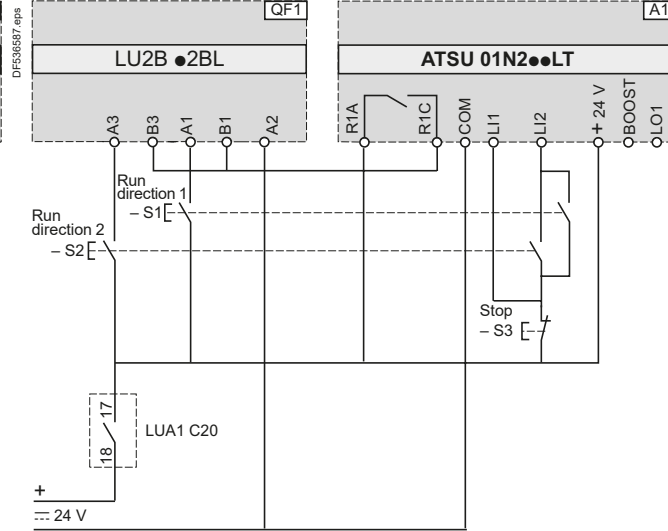 DF536587.eps
QF1
A1
LU2B ●2BL
ATSU 01N2●●LT
A3
B3
A1
B1
A2
R1A
R1C
COM
LI1
LI2
+ 24 V
BOOST
LO1
Run
direction 1
– S1
Run
direction 2
– S2
Stop
– S3
17
18
LUA1 C20
+
24 V